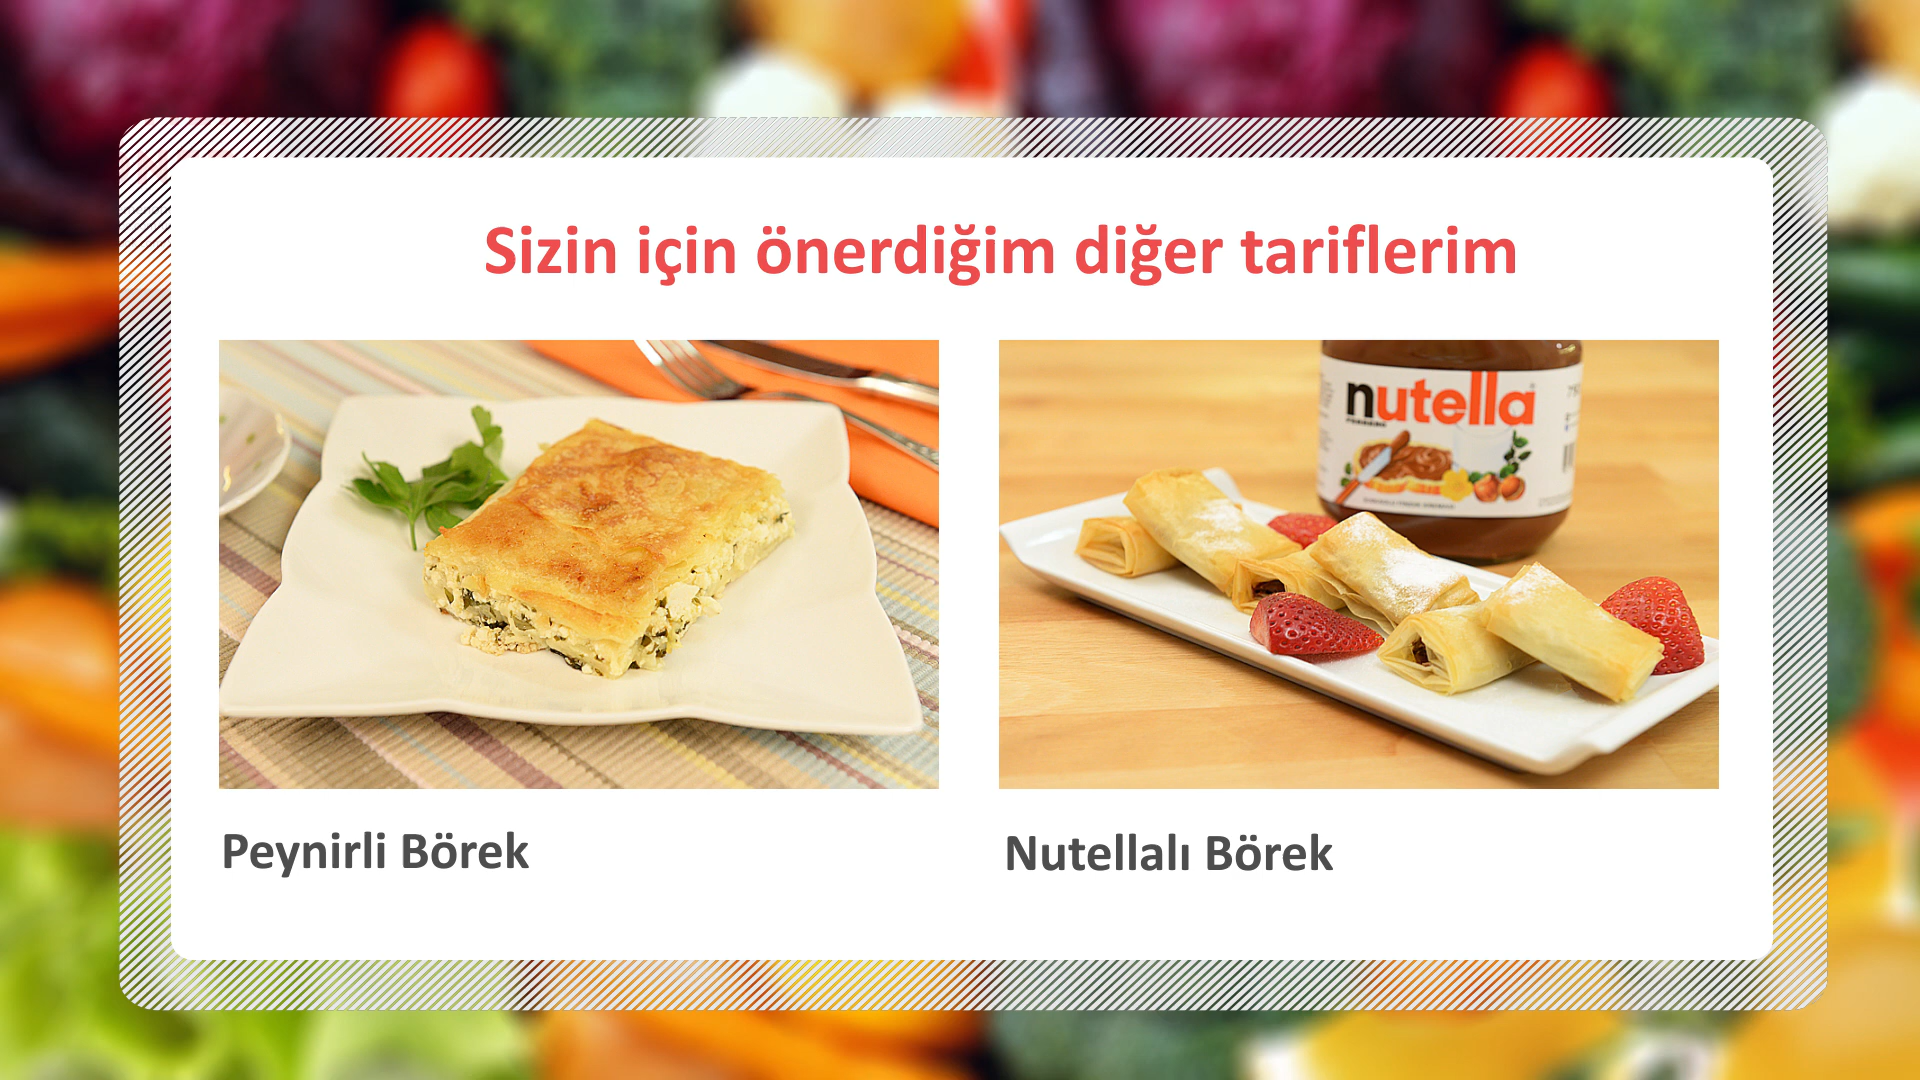 Sizin için önerdiğim diğer tariflerim
nutella
Peynirli Börek
Nutellalı Börek